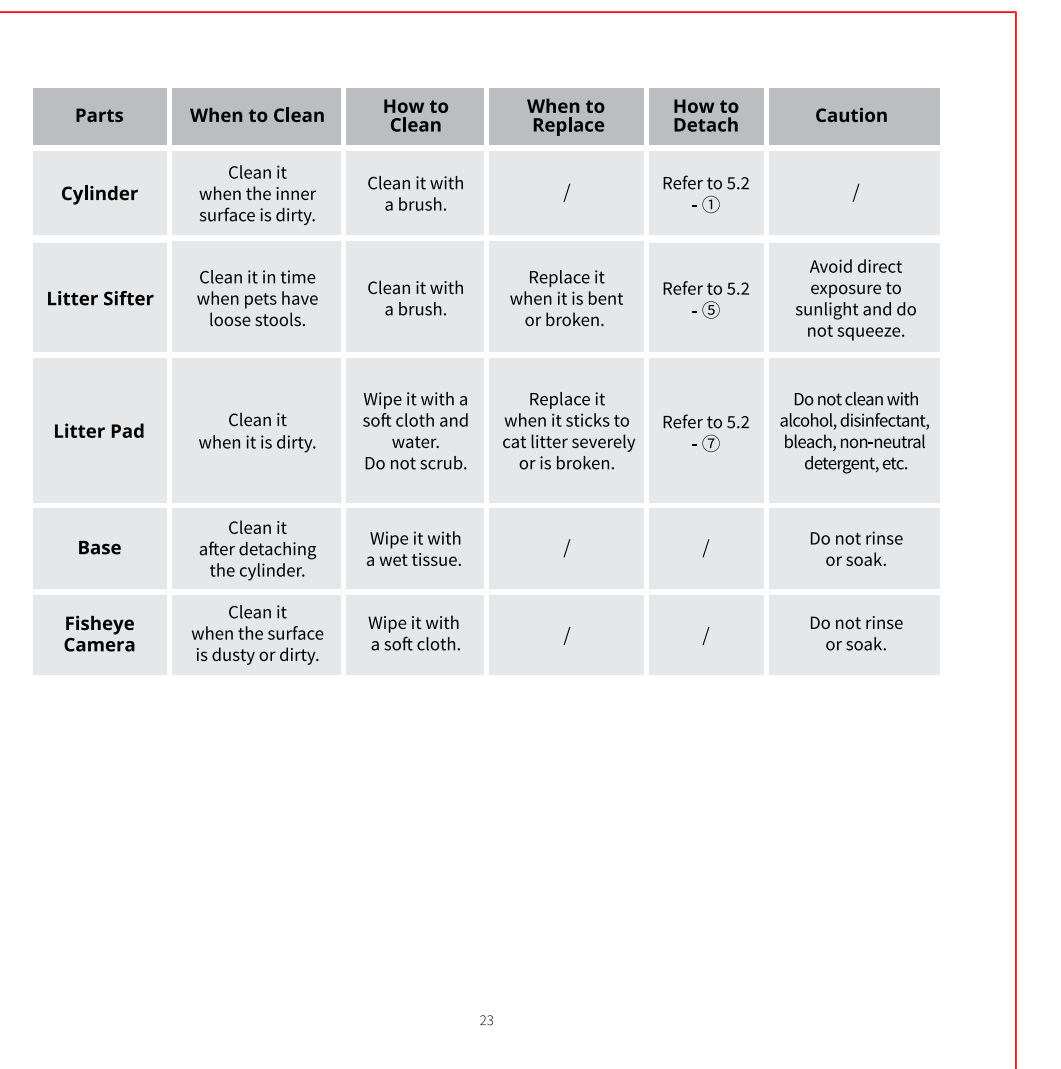 Parts
When to Clean
How to
Clean
When to
Replace
How to
Detach
Caution
Cylinder
Clean it
when the inner
surface is dirty.
Clean it with
a brush.
/
Refer to 5.2
- ①
/
Litter Sifter
Clean it in time
when pets have
loose stools.
Clean it with
a brush.
Replace it
when it is bent
or broken.
Refer to 5.2
- ⑤
Avoid direct
exposure to
sunlight and do
not squeeze.
Litter Pad
Clean it
when it is dirty.
Wipe it with a
soft cloth and
water.
Do not scrub.
Replace it
when it sticks to
cat litter severely
or is broken.
Refer to 5.2
- ⑦
Do not clean with
alcohol, disinfectant,
bleach, non-neutral
detergent, etc.
Base
Clean it
after detaching
the cylinder.
Wipe it with
a wet tissue.
/
/
Do not rinse
or soak.
Fisheye
Camera
Clean it
when the surface
is dusty or dirty.
Wipe it with
a soft cloth.
/
/
Do not rinse
or soak.
23